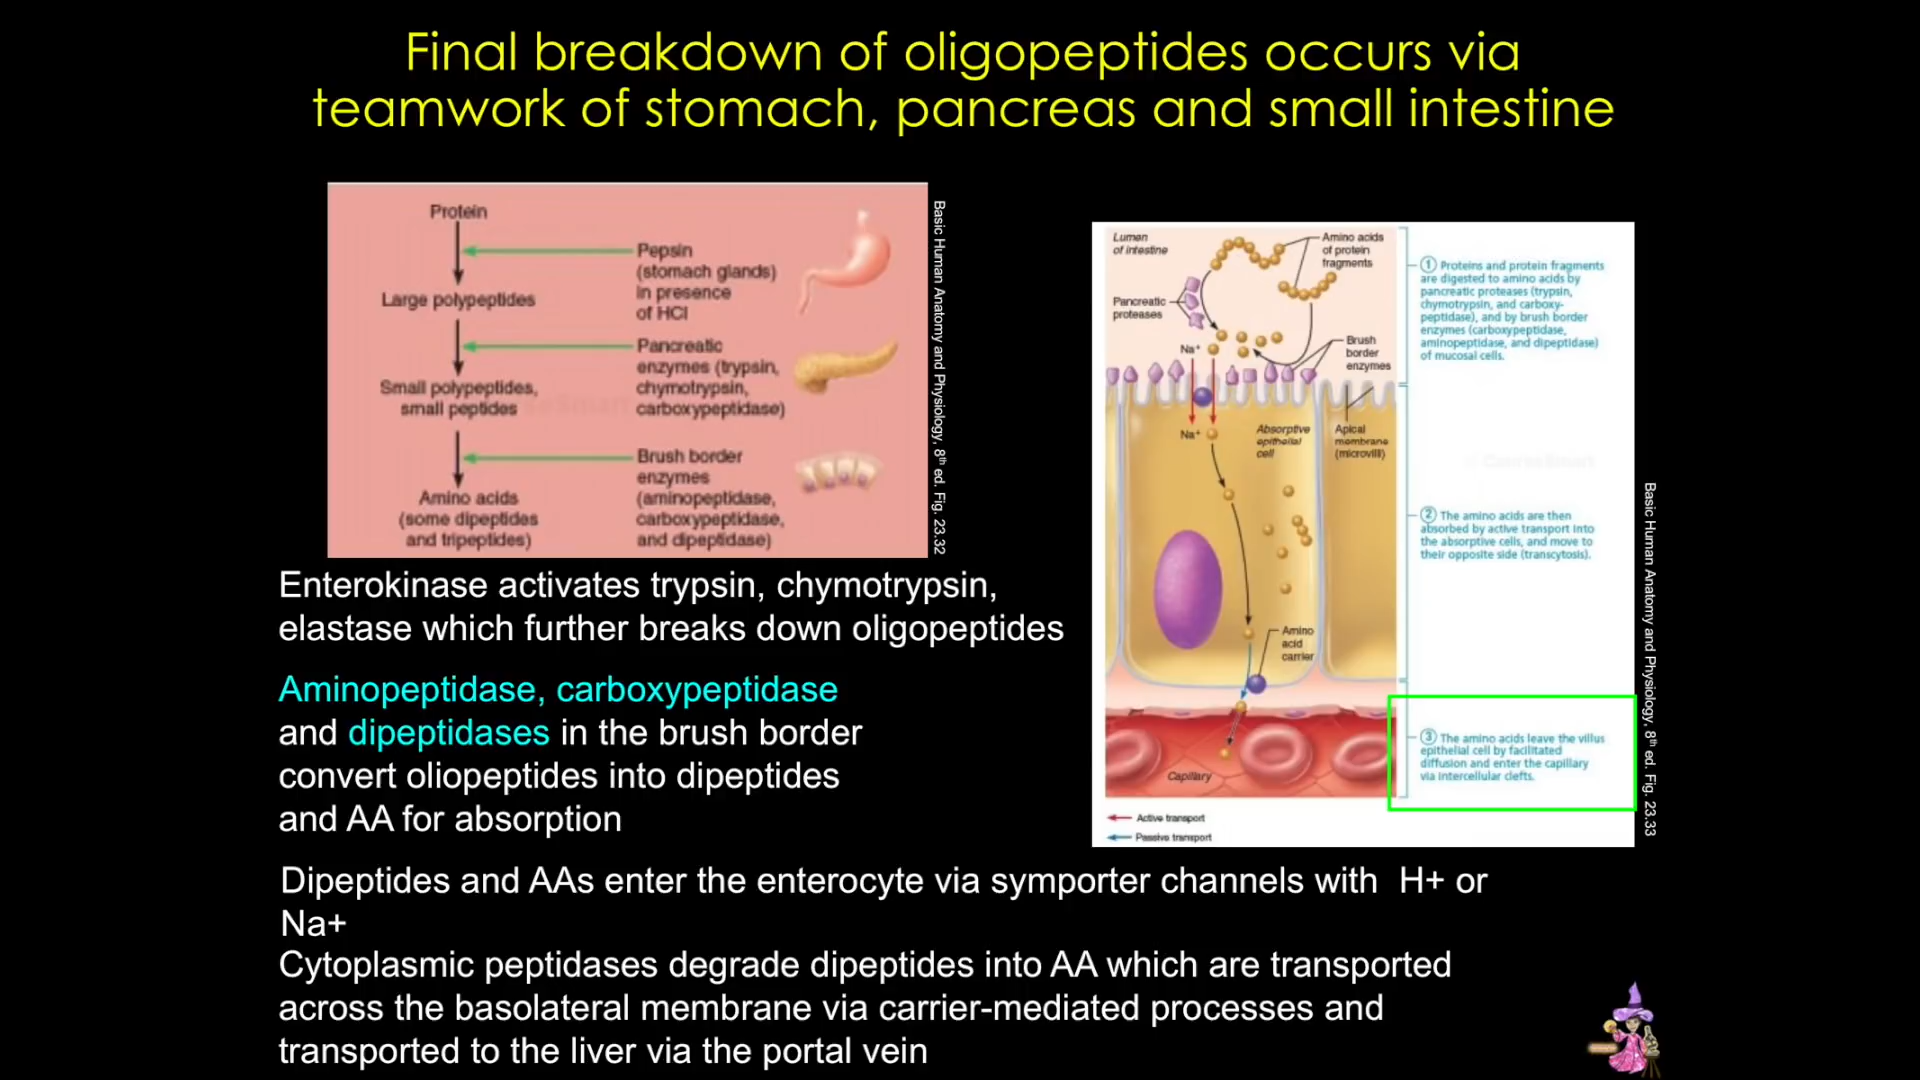 Final breakdown of oligopeptides occurs via
teamwork of stomach, pancreas and small intestine
Protein
Pepsin
(stomach glands)
in presence
of HCl
Large polypeptides
Pancreatic
enzymes (trypsin,
chymotrypsin,
carboxypeptidase)
Small polypeptides,
small peptides
Brush border
enzymes
(aminopeptidase,
carboxypeptidase,
and dipeptidase)
Amino acids
(some dipeptides
and tripeptides)
Basic Human Anatomy and Physiology, 8th ed. Fig. 23.32
Lumen
of intestine
Amino acids
of protein
fragments
Pancreatic
proteases
Na+
Brush
border
enzymes
Na+
Absorptive
epithelial
cell
Apical
membrane
(microvilli)
Amino
acid
carrier
Capillary
Active transport
Passive transport
1 Proteins and protein fragments
are digested to amino acids by
pancreatic proteases (trypsin,
chymotrypsin, and carboxy-
peptidase), and by brush border
enzymes (carboxypeptidase,
aminopeptidase, and dipeptidase)
of mucosal cells.
2 The amino acids are then
absorbed by active transport into
the absorptive cells, and move to
their opposite side (transcytosis).
3 The amino acids leave the villus
epithelial cell by facilitated
diffusion and enter the capillary
via intercellular clefts.
Basic Human Anatomy and Physiology, 8th ed. Fig. 23.33
Enterokinase activates trypsin, chymotrypsin,
elastase which further breaks down oligopeptides
Aminopeptidase, carboxypeptidase
and dipeptidases in the brush border
convert oliopeptides into dipeptides
and AA for absorption
Dipeptides and AAs enter the enterocyte via symporter channels with H+ or
Na+
Cytoplasmic peptidases degrade dipeptides into AA which are transported
across the basolateral membrane via carrier-mediated processes and
transported to the liver via the portal vein